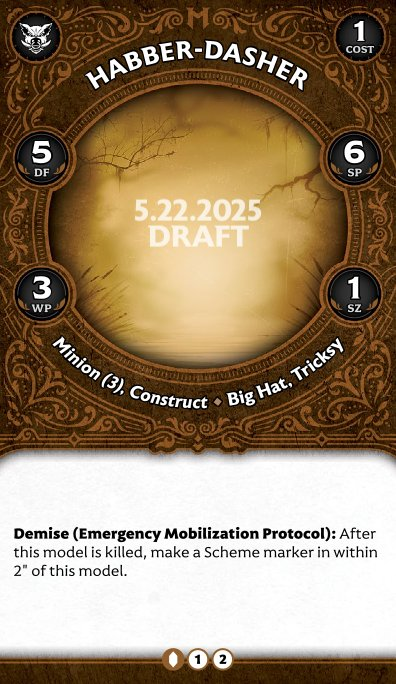 1
COST
HABBER-DASHER
5
DF
6
SP
5.22.2025
DRAFT
3
WP
1
SZ
Minion (3), Construct ◆ Big Hat, Tricksy
Demise (Emergency Mobilization Protocol): After
this model is killed, make a Scheme marker in within
2" of this model.
1 2